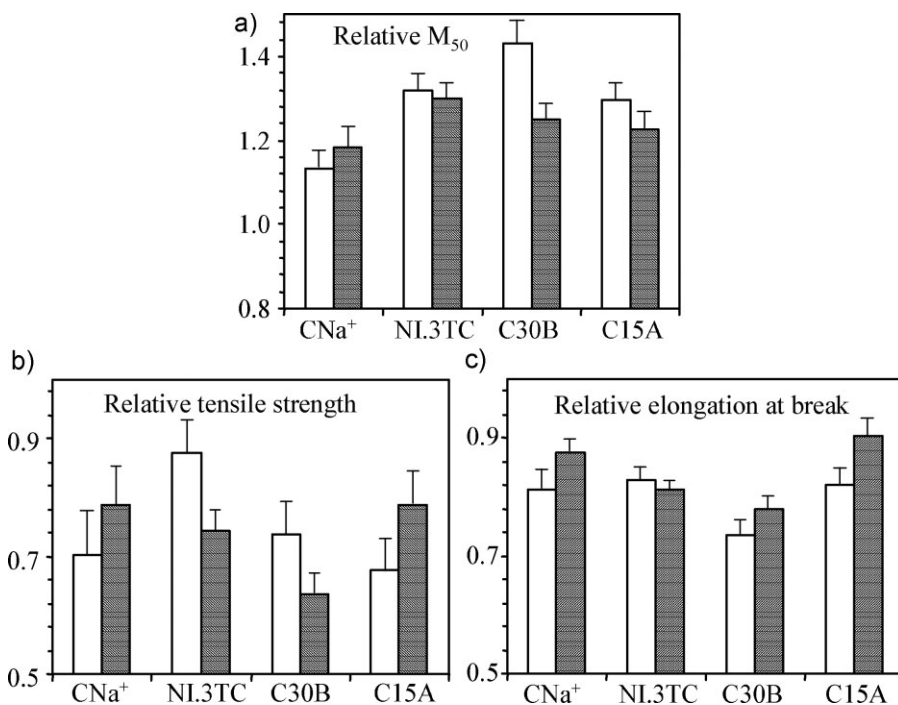 a)
Relative M₅₀
1.4
1.2
1.0
0.8
CNa⁺ NI.3TC C30B C15A
b)
Relative tensile strength
0.9
0.7
0.5
CNa⁺ NI.3TC C30B C15A
c)
Relative elongation at break
0.9
0.7
0.5
CNa⁺ NI.3TC C30B C15A